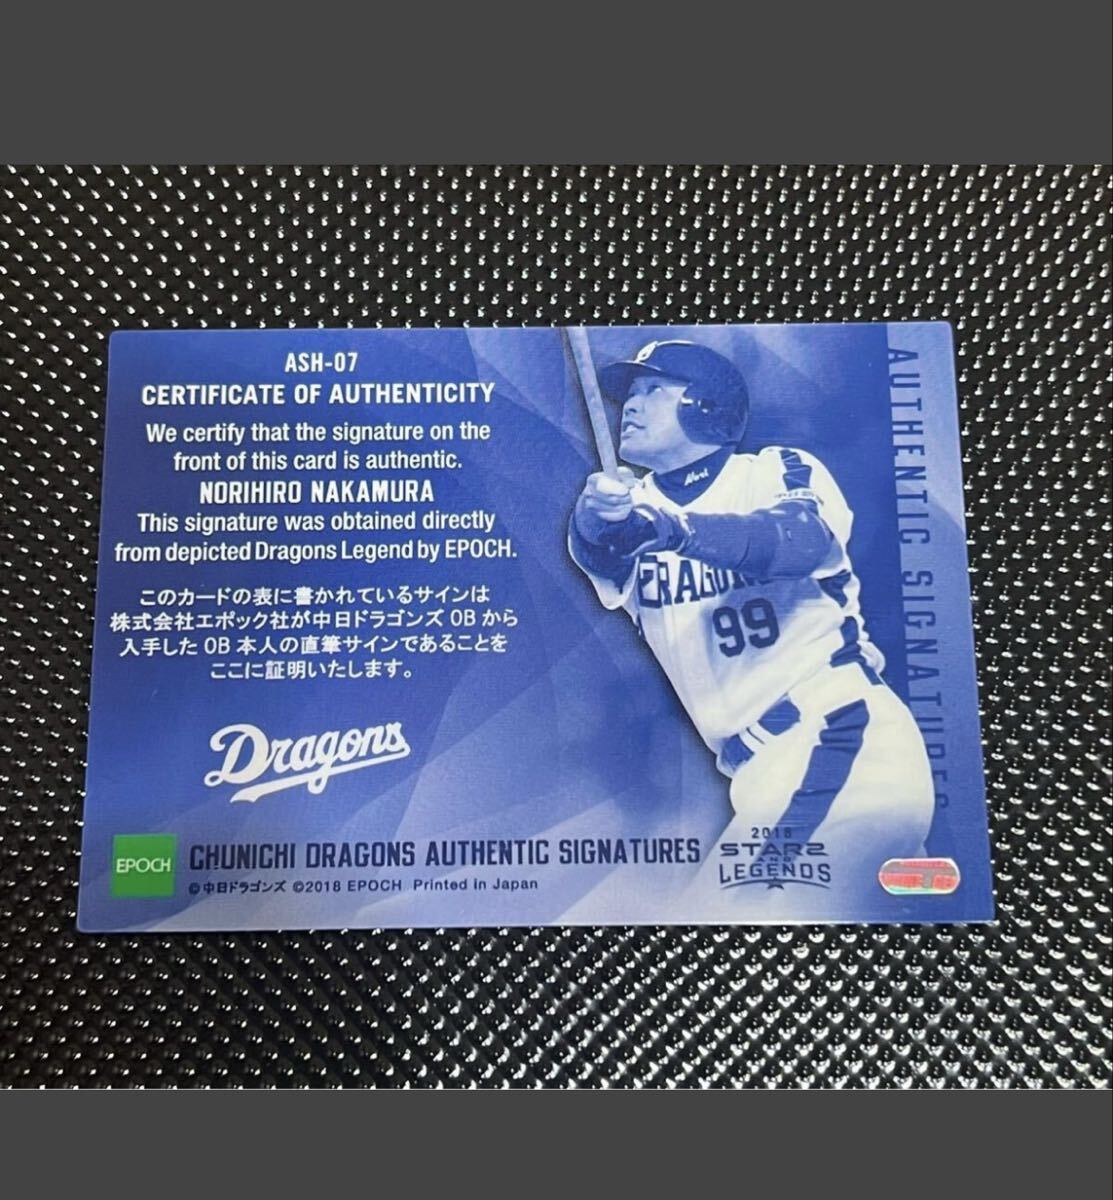 ASH-07
CERTIFICATE OF AUTHENTICITY
We certify that the signature on the
front of this card is authentic.
NORIHIRO NAKAMURA
This signature was obtained directly
from depicted Dragons Legend by EPOCH.
このカードの表に書かれているサインは
株式会社エポック社が中日ドラゴンズ OB から
入手した OB 本人の直筆サインであることを
ここに証明いたします。
Dragons
EPOCH
CHUNICHI DRAGONS AUTHENTIC SIGNATURES
©中日ドラゴンズ ©2018 EPOCH Printed in Japan
2018
STARS
AND
LEGENDS
AUTHENTIC SIGNATURES
Nori
DRAGONS
99